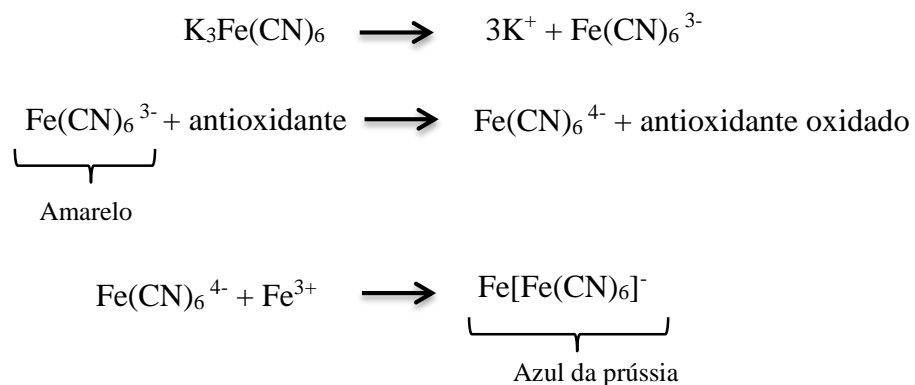 K₃Fe(CN)₆ → 3K⁺ + Fe(CN)₆ ³⁻
Fe(CN)₆ ³⁻ + antioxidante → Fe(CN)₆ ⁴⁻ + antioxidante oxidado
Amarelo
Fe(CN)₆ ⁴⁻ + Fe³⁺ → Fe[Fe(CN)₆]⁻
Azul da prússia